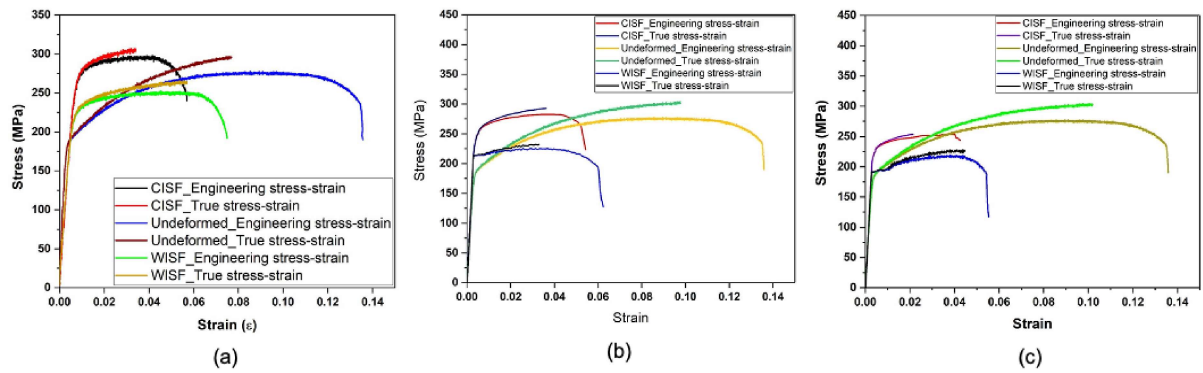 350
300
250
200
150
100
50
0
Stress (MPa)
CISF_Engineering stress-strain
CISF_True stress-strain
Undeformed_Engineering stress-strain
Undeformed_True stress-strain
WISF_Engineering stress-strain
WISF_True stress-strain
0.00 0.02 0.04 0.06 0.08 0.10 0.12 0.14
Strain (ε)
(a)
450
400
350
300
250
200
150
100
50
0
Stress (MPa)
CISF_Engineering stress-strain
CISF_True stress-strain
Undeformed_Engineering stress-strain
Undeformed_True stress-strain
WISF_Engineering stress-strain
WISF_True stress-strain
0.00 0.02 0.04 0.06 0.08 0.10 0.12 0.14
Strain
(b)
450
400
350
300
250
200
150
100
50
0
Stress (MPa)
CISF_Engineering stress-strain
CISF_True stress-strain
Undeformed_Engineering stress-strain
Undeformed_True stress-strain
WISF_Engineering stress-strain
WISF_True stress-strain
0.00 0.02 0.04 0.06 0.08 0.10 0.12 0.14
Strain
(c)